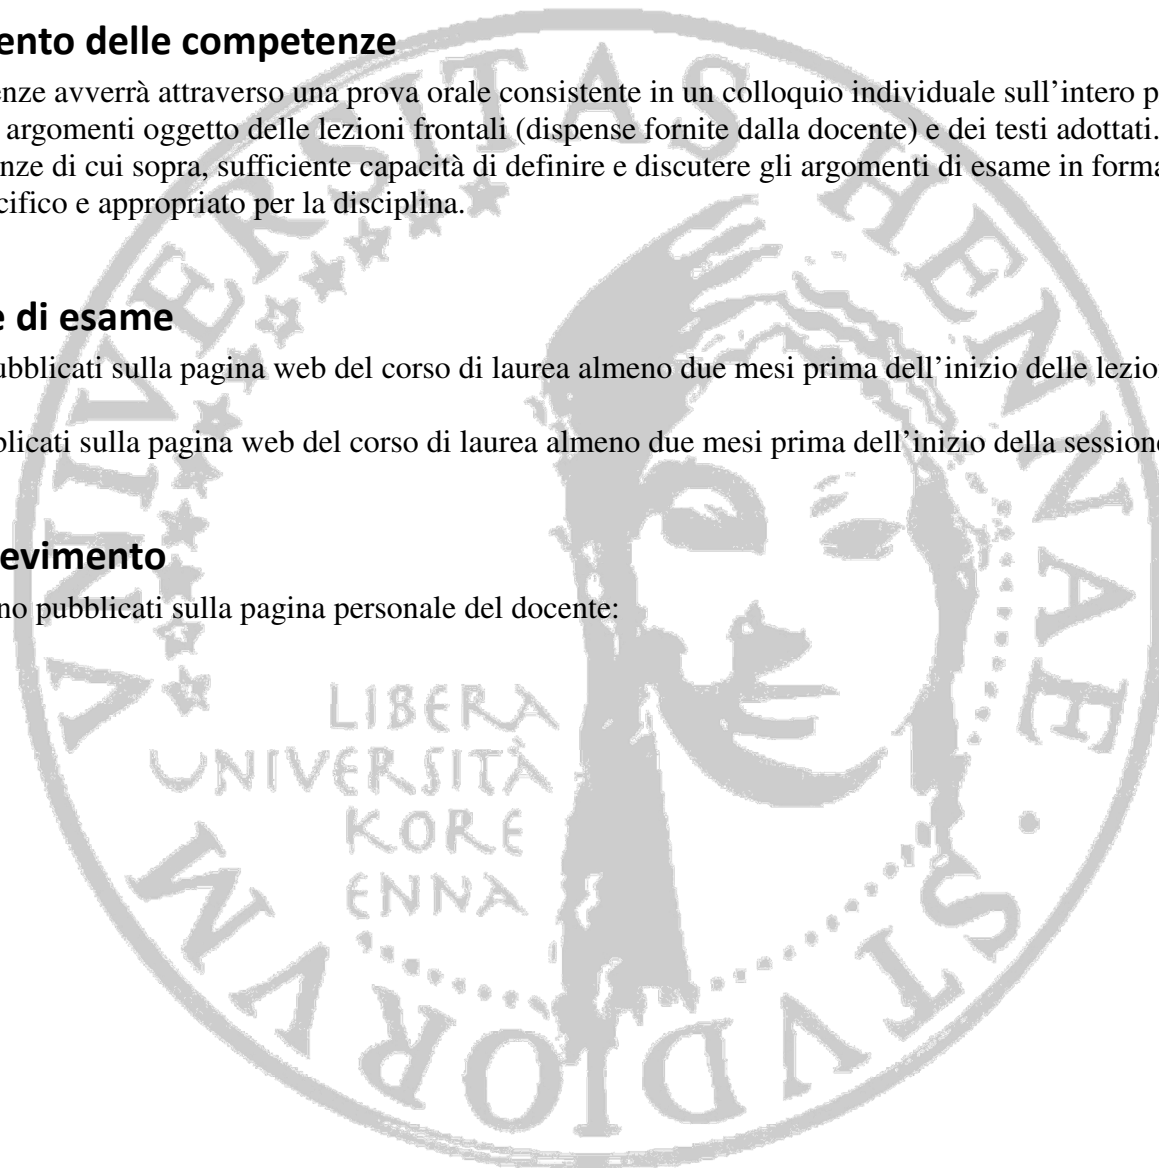 ento delle competenze
enze avverrà attraverso una prova orale consistente in un colloquio individuale sull’intero p
argomenti oggetto delle lezioni frontali (dispense fornite dalla docente) e dei testi adottati.
nze di cui sopra, sufficiente capacità di definire e discutere gli argomenti di esame in forma
cifico e appropriato per la disciplina.
e di esame
ubblicati sulla pagina web del corso di laurea almeno due mesi prima dell’inizio delle lezio
blicati sulla pagina web del corso di laurea almeno due mesi prima dell’inizio della sessione
evimento
no pubblicati sulla pagina personale del docente:
VNIVERSITAS HENNAE · STVDIORVM
LIBERA
UNIVERSITÀ
KORE
ENNA